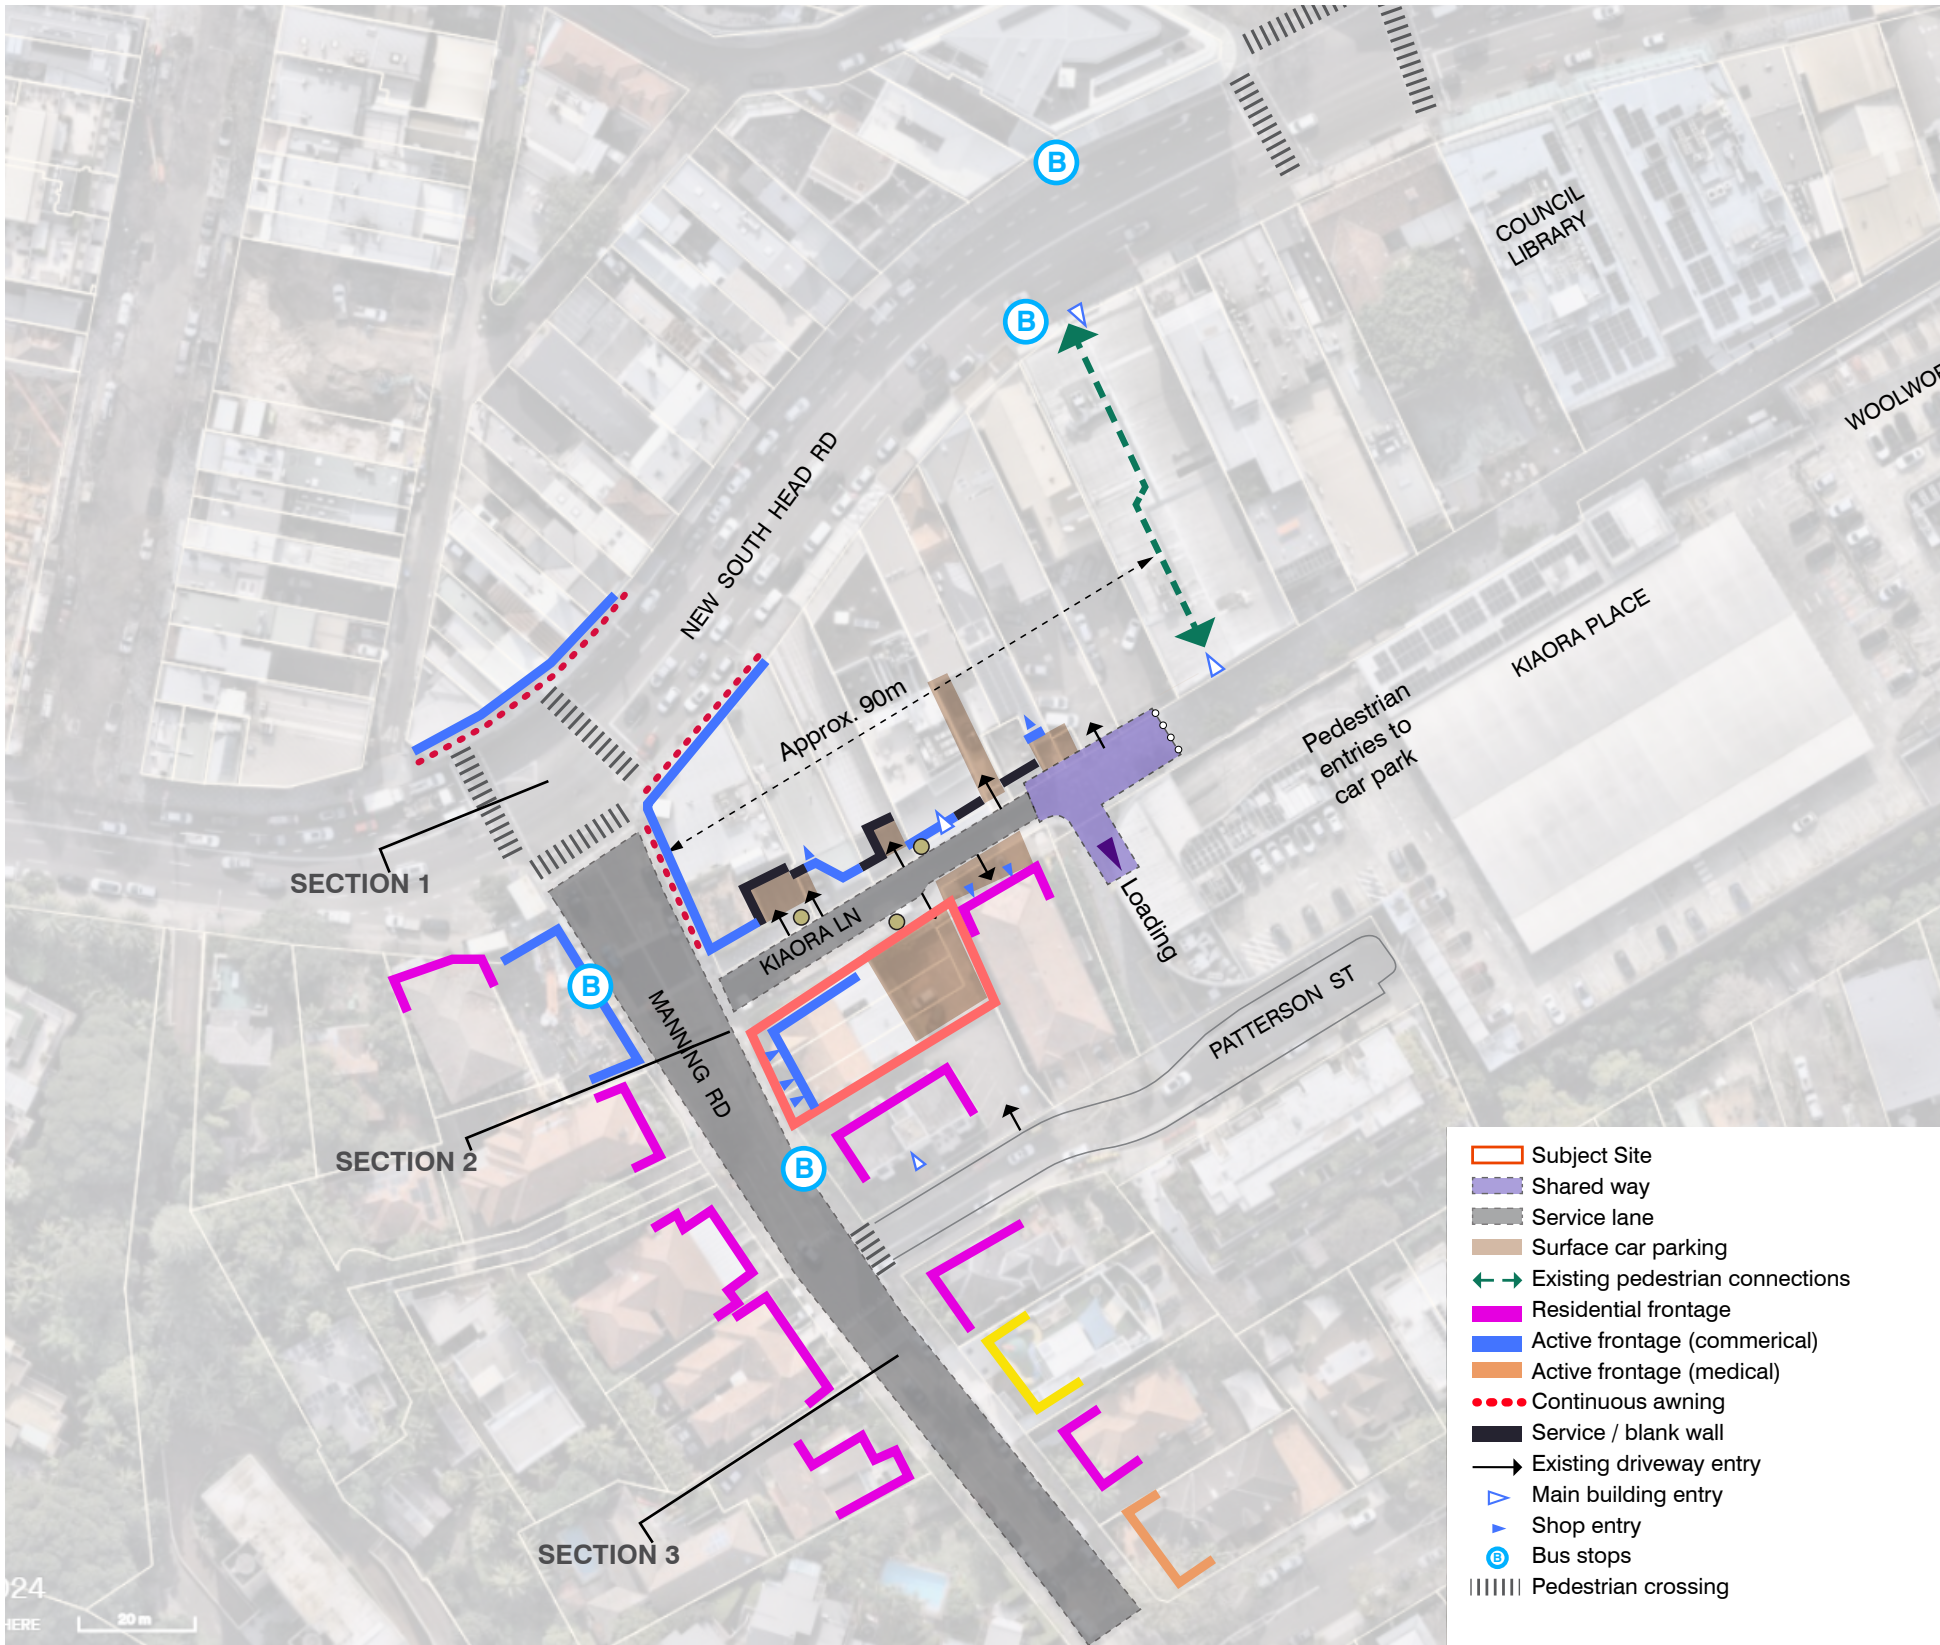 B
COUNCIL
LIBRARY
B
NEW SOUTH HEAD RD
KIAORA PLACE
Approx. 90m
Pedestrian
entries to
car park
SECTION 1
KIAORA LN
Loading
B
MANNING RD
PATTERSON ST
SECTION 2
B
SECTION 3
20 m
Subject Site
Shared way
Service lane
Surface car parking
Existing pedestrian connections
Residential frontage
Active frontage (commerical)
Active frontage (medical)
Continuous awning
Service / blank wall
Existing driveway entry
Main building entry
Shop entry
B
Bus stops
Pedestrian crossing